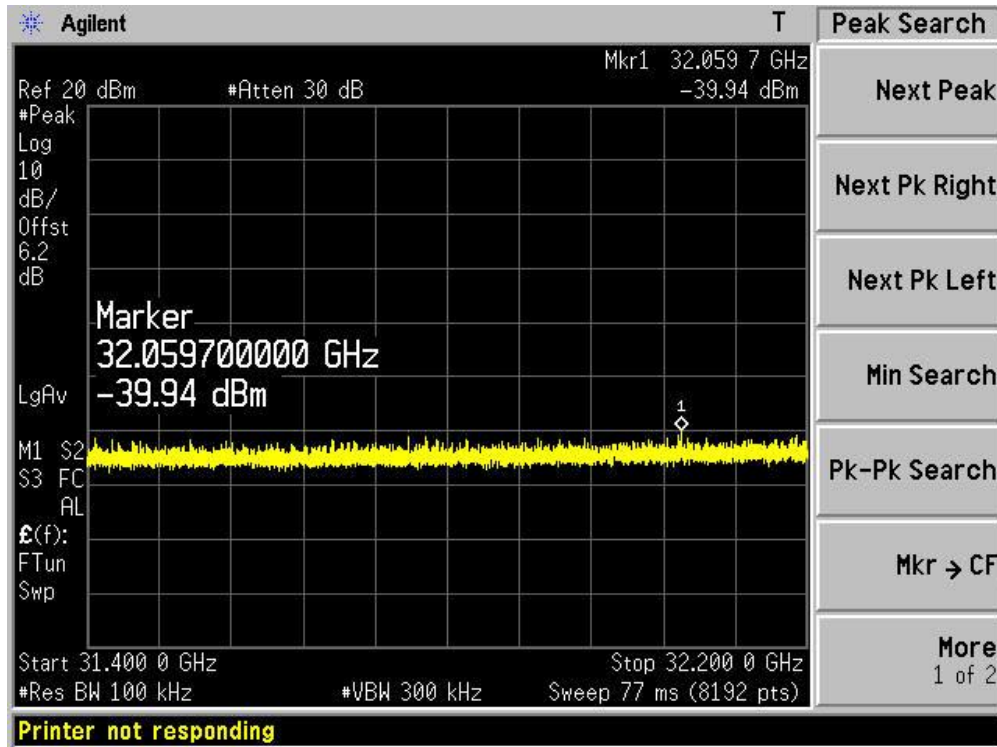 Agilent
T
Peak Search
Mkr1 32.059 7 GHz
Ref 20 dBm #Atten 30 dB -39.94 dBm
#Peak
Log
10
dB/
Offst
6.2
dB
Marker
32.059700000 GHz
-39.94 dBm
LgAv
1
M1 S2
S3 FC
AL
£(f):
FTun
Swp
Start 31.400 0 GHz Stop 32.200 0 GHz
#Res BW 100 kHz #VBW 300 kHz Sweep 77 ms (8192 pts)
Printer not responding
Next Peak
Next Pk Right
Next Pk Left
Min Search
Pk-Pk Search
Mkr → CF
More
1 of 2